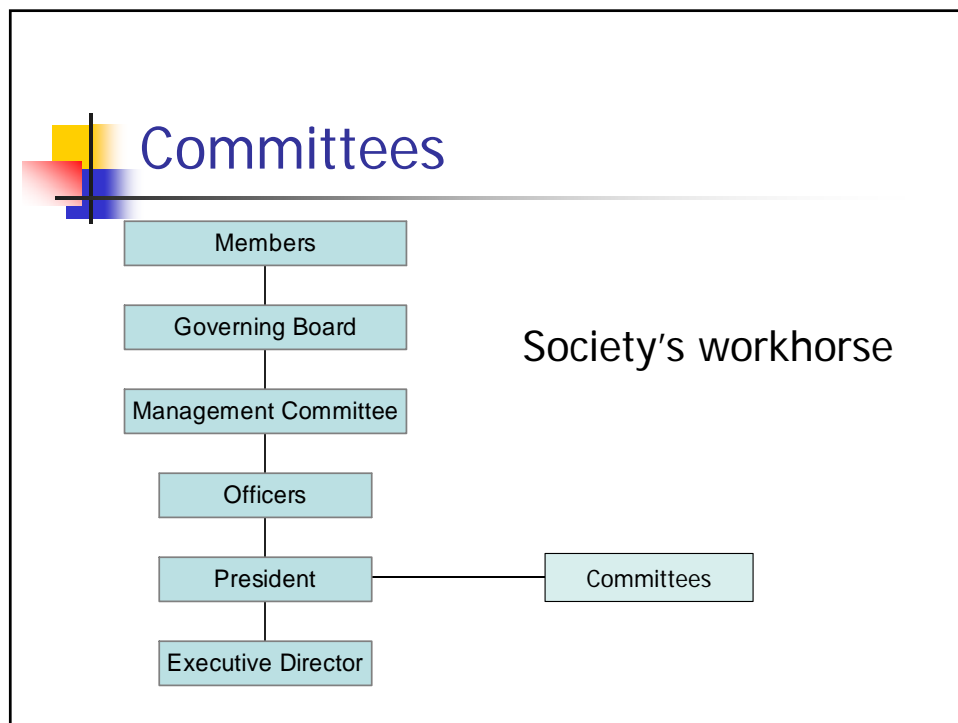 Committees
Members
Governing Board
Society's workhorse
Management Committee
Officers
President
Committees
Executive Director